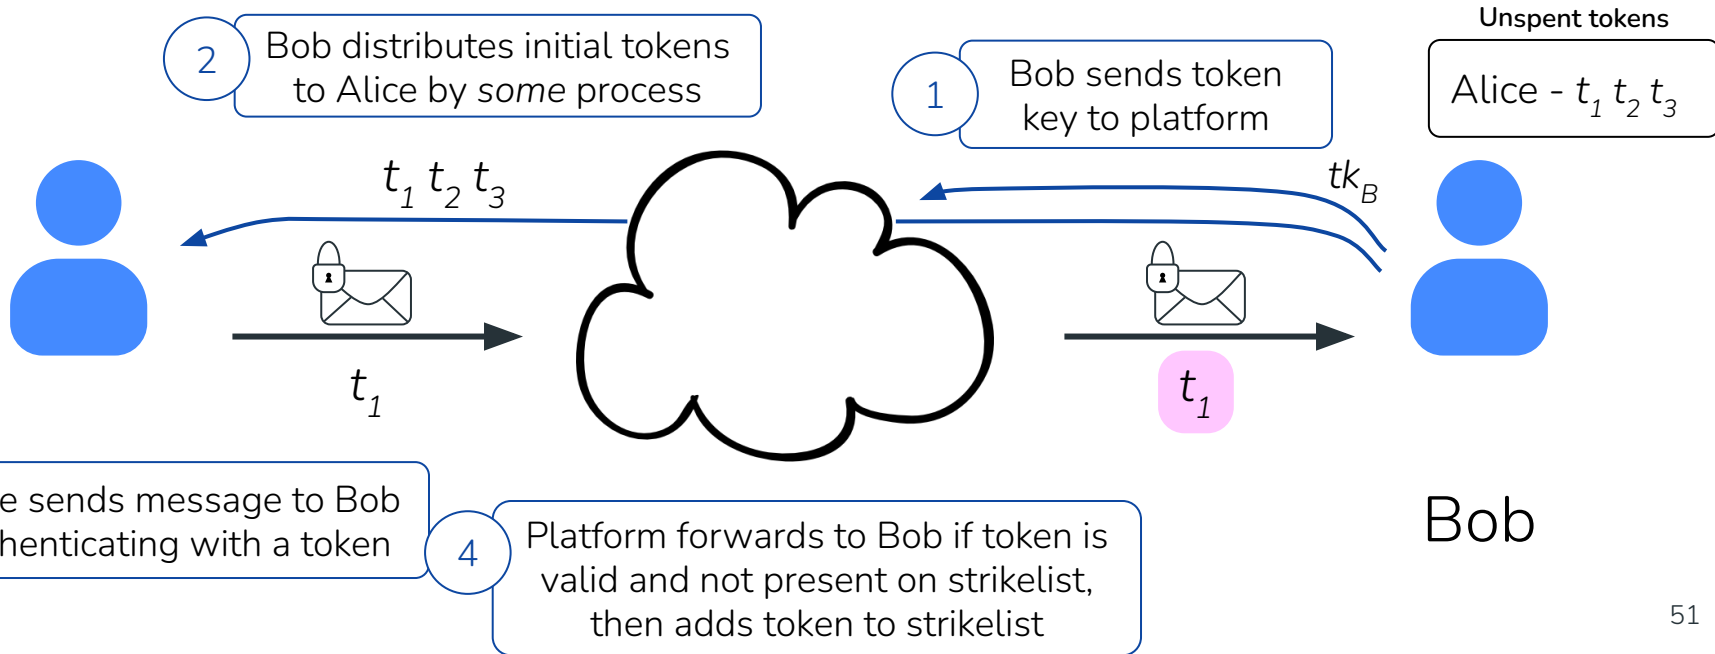 Unspent tokens
Alice - t1 t2 t3
2
Bob distributes initial tokens
to Alice by some process
1
Bob sends token
key to platform
t1 t2 t3
tkB
t1
t1
sends message to Bob
with a token
4
Platform forwards to Bob if token is
valid and not present on strikelist,
then adds token to strikelist
Bob
51